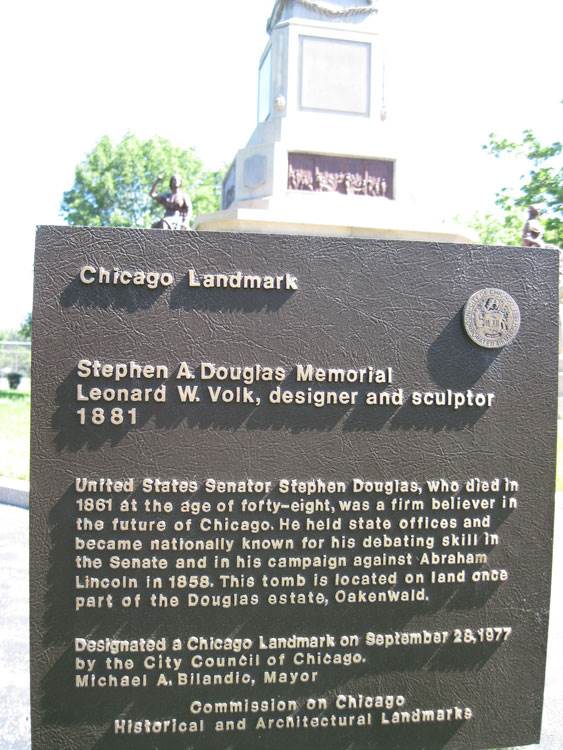 Chicago Landmark
Stephen A. Douglas Memorial
Leonard W. Volk, designer and sculptor
1881
United States Senator Stephen Douglas, who died in
1861 at the age of forty-eight, was a firm believer in
the future of Chicago. He held state offices and
became nationally known for his debating skill in
the Senate and in his campaign against Abraham
Lincoln in 1858. This tomb is located on land once
part of the Douglas estate, Oakenwald.
Designated a Chicago Landmark on September 28, 1977
by the City Council of Chicago.
Michael A. Bilandic, Mayor
Commission on Chicago
Historical and Architectural Landmarks